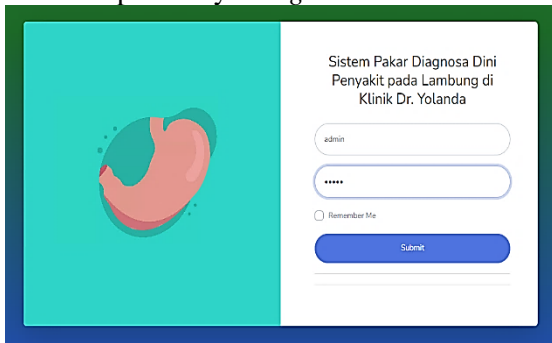 Sistem Pakar Diagnosa Dini
Penyakit pada Lambung di
Klinik Dr. Yolanda
admin
•••••
Remember Me
Submit